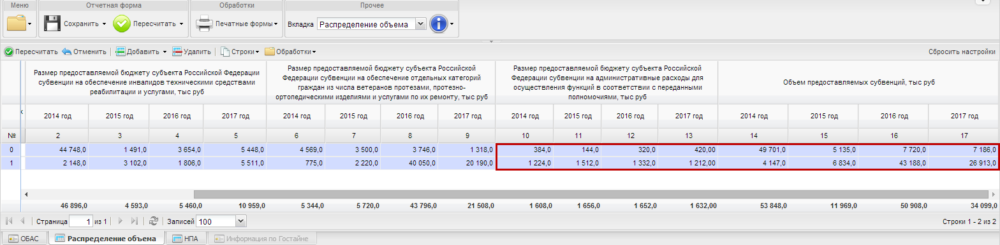 Меню Отчетная форма Обработки Прочее
Сохранить Пересчитать Печатные формы Вкладка Распределение объема
Пересчитать Отменить Добавить Удалить Строки Обработки Сбросить настройки
Размер предоставляемой бюджету субъекта Российской Федерации
субвенции на обеспечение инвалидов техническими средствами
реабилитации и услугами, тыс руб
Размер предоставляемой бюджету субъекта Российской
Федерации субвенции на обеспечение отдельных категорий
граждан из числа ветеранов протезами, протезно-
ортопедическими изделиями и услугами по их ремонту, тыс руб
Размер предоставляемой бюджету субъекта Российской
Федерации субвенции на административные расходы для
осуществления функций в соответствии с переданными
полномочиями, тыс руб
Объем предоставляемых субвенций, тыс руб
2014 год 2015 год 2016 год 2017 год 2014 год 2015 год 2016 год 2017 год 2014 год 2015 год 2016 год 2017 год 2014 год 2015 год 2016 год 2017 год
№ 2 3 4 5 6 7 8 9 10 11 12 13 14 15 16 17
0 44 748,0 1 491,0 3 654,0 5 448,0 4 569,0 3 500,0 3 746,0 1 318,0 384,0 144,0 320,0 420,00 49 701,0 5 135,0 7 720,0 7 186,0
1 2 148,0 3 102,0 1 806,0 5 511,0 775,0 2 220,0 40 050,0 20 190,0 1 224,0 1 512,0 1 332,0 1 212,00 4 147,0 6 834,0 43 188,0 26 913,0
46 896,0 4 593,0 5 460,0 10 959,0 5 344,0 5 720,0 43 796,0 21 508,0 1 608,0 1 656,0 1 652,0 1 632,00 53 848,0 11 969,0 50 908,0 34 099,0
Страница 1 из 1 Записей 100 Строки 1 - 2 из 2
ОБАС Распределение объема НПА Информация по Гостайне